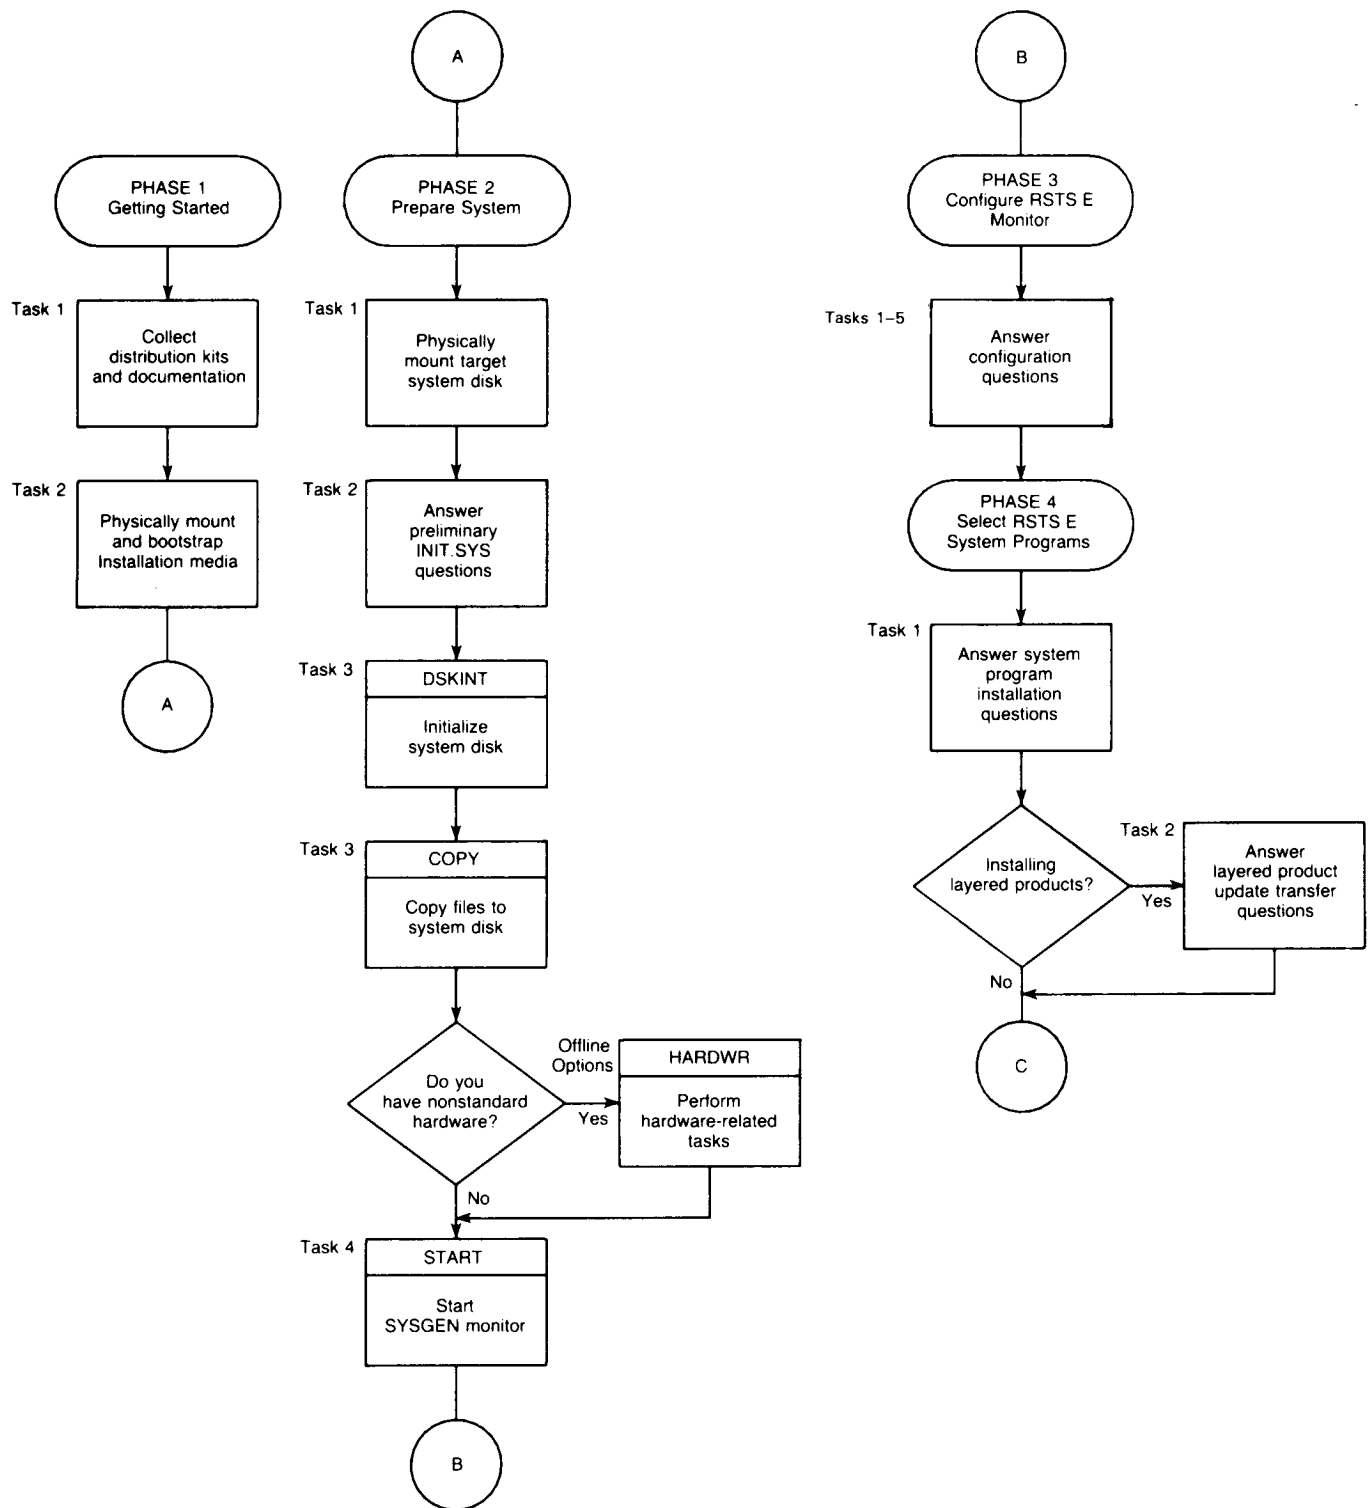 PHASE 1
Getting Started
Task 1
Collect
distribution kits
and documentation
Task 2
Physically mount
and bootstrap
Installation media
A
A
PHASE 2
Prepare System
Task 1
Physically
mount target
system disk
Task 2
Answer
preliminary
INIT.SYS
questions
Task 3
DSKINT
Initialize
system disk
Task 3
COPY
Copy files to
system disk
Do you
have nonstandard
hardware?
Yes
Offline
Options
HARDWR
Perform
hardware-related
tasks
No
Task 4
START
Start
SYSGEN monitor
B
B
PHASE 3
Configure RSTS E
Monitor
Tasks 1–5
Answer
configuration
questions
PHASE 4
Select RSTS E
System Programs
Task 1
Answer system
program
installation
questions
Installing
layered products?
Yes
Task 2
Answer
layered product
update transfer
questions
No
C